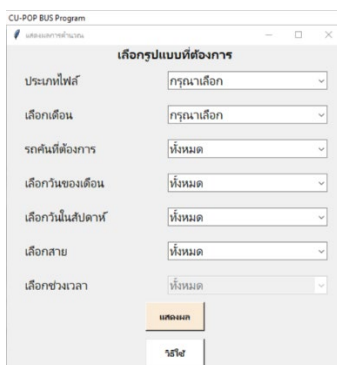 CU-POP BUS Program
แสดงผลการคำนวณ
เลือกรูปแบบที่ต้องการ
ประเภทไฟล์ กรุณาเลือก
เลือกเดือน กรุณาเลือก
รถคันที่ต้องการ ทั้งหมด
เลือกวันของเดือน ทั้งหมด
เลือกวันในสัปดาห์ ทั้งหมด
เลือกสาย ทั้งหมด
เลือกช่วงเวลา ทั้งหมด
แสดงผล
วิธีใช้